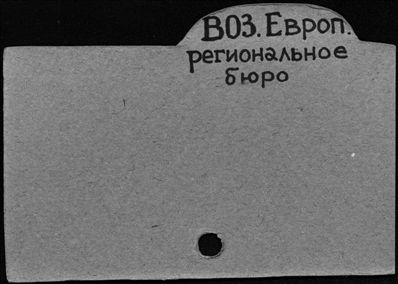 ВОЗ. Европ.
региональное
бюро